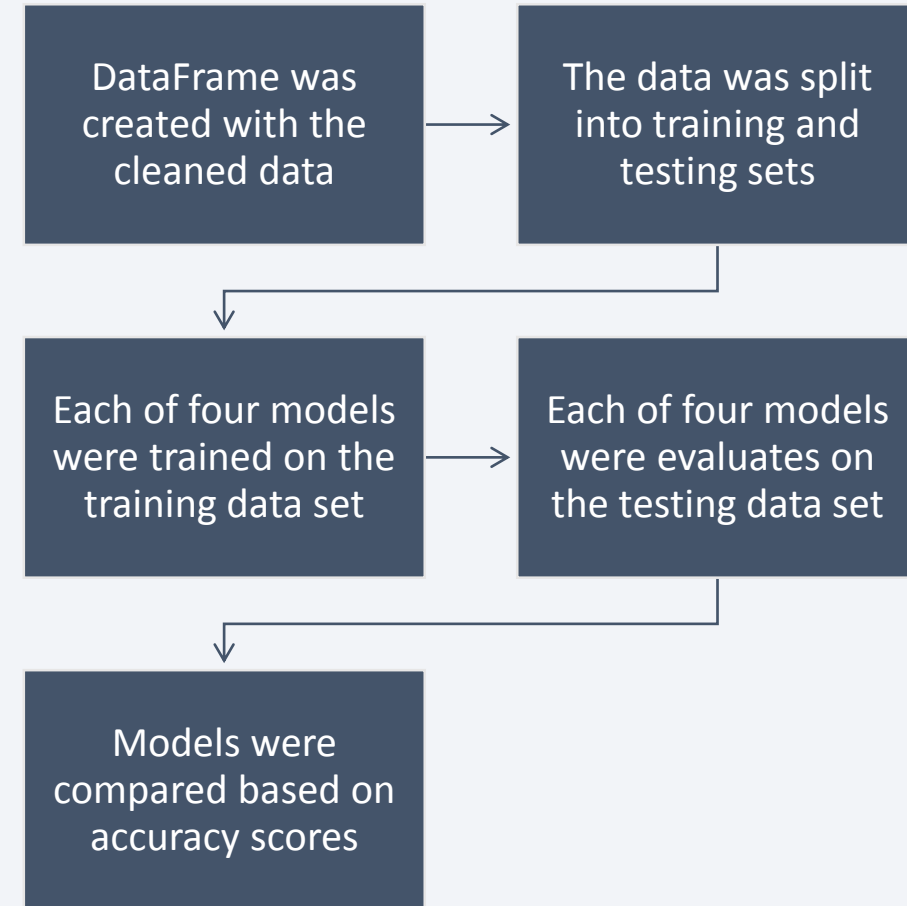 DataFrame was
created with the
cleaned data
The data was split
into training and
testing sets
Each of four models
were trained on the
training data set
Each of four models
were evaluates on
the testing data set
Models were
compared based on
accuracy scores